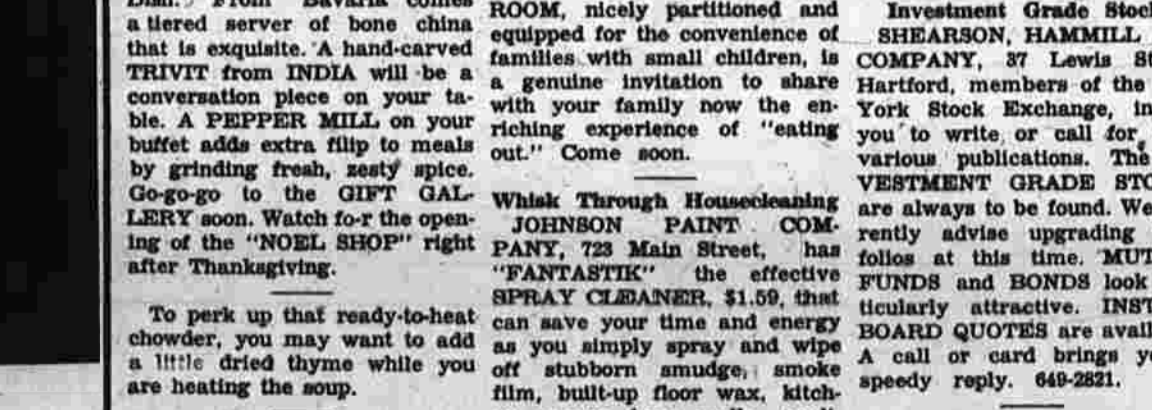 a tiered server of bone china
that is exquisite. A hand-carved
TRIVIT from INDIA will be a
conversation piece on your ta-
ble. A PEPPER MILL on your
buffet adds extra filip to meals
by grinding fresh, zesty spice.
Go-go-go to the GIFT GAL-
LERY soon. Watch fo-r the open-
ing of the "NOEL SHOP" right
after Thanksgiving.
To perk up that ready-to-heat
chowder, you may want to add
a little dried thyme while you
are heating the soup.
ROOM, nicely partitioned and
equipped for the convenience of
families with small children, is
a genuine invitation to share
with your family now the en-
riching experience of "eating
out." Come soon.
Whisk Through Housecleaning
JOHNSON PAINT COM-
PANY, 723 Main Street, has
"FANTASTIK" the effective
SPRAY CLEANER, $1.59, that
can save your time and energy
as you simply spray and wipe
off stubborn smudge, smoke
film, built-up floor wax, kitch-
Investment Grade Stoc
SHEARSON, HAMMILL
COMPANY, 37 Lewis St
Hartford, members of the
York Stock Exchange, in
you to write or call for
various publications. The
VESTMENT GRADE STO
are always to be found. We
rently advise upgrading
folios at this time. MUT
FUNDS and BONDS look
ticularly attractive. INST
BOARD QUOTES are avail
A call or card brings yo
speedy reply. 649-2821.